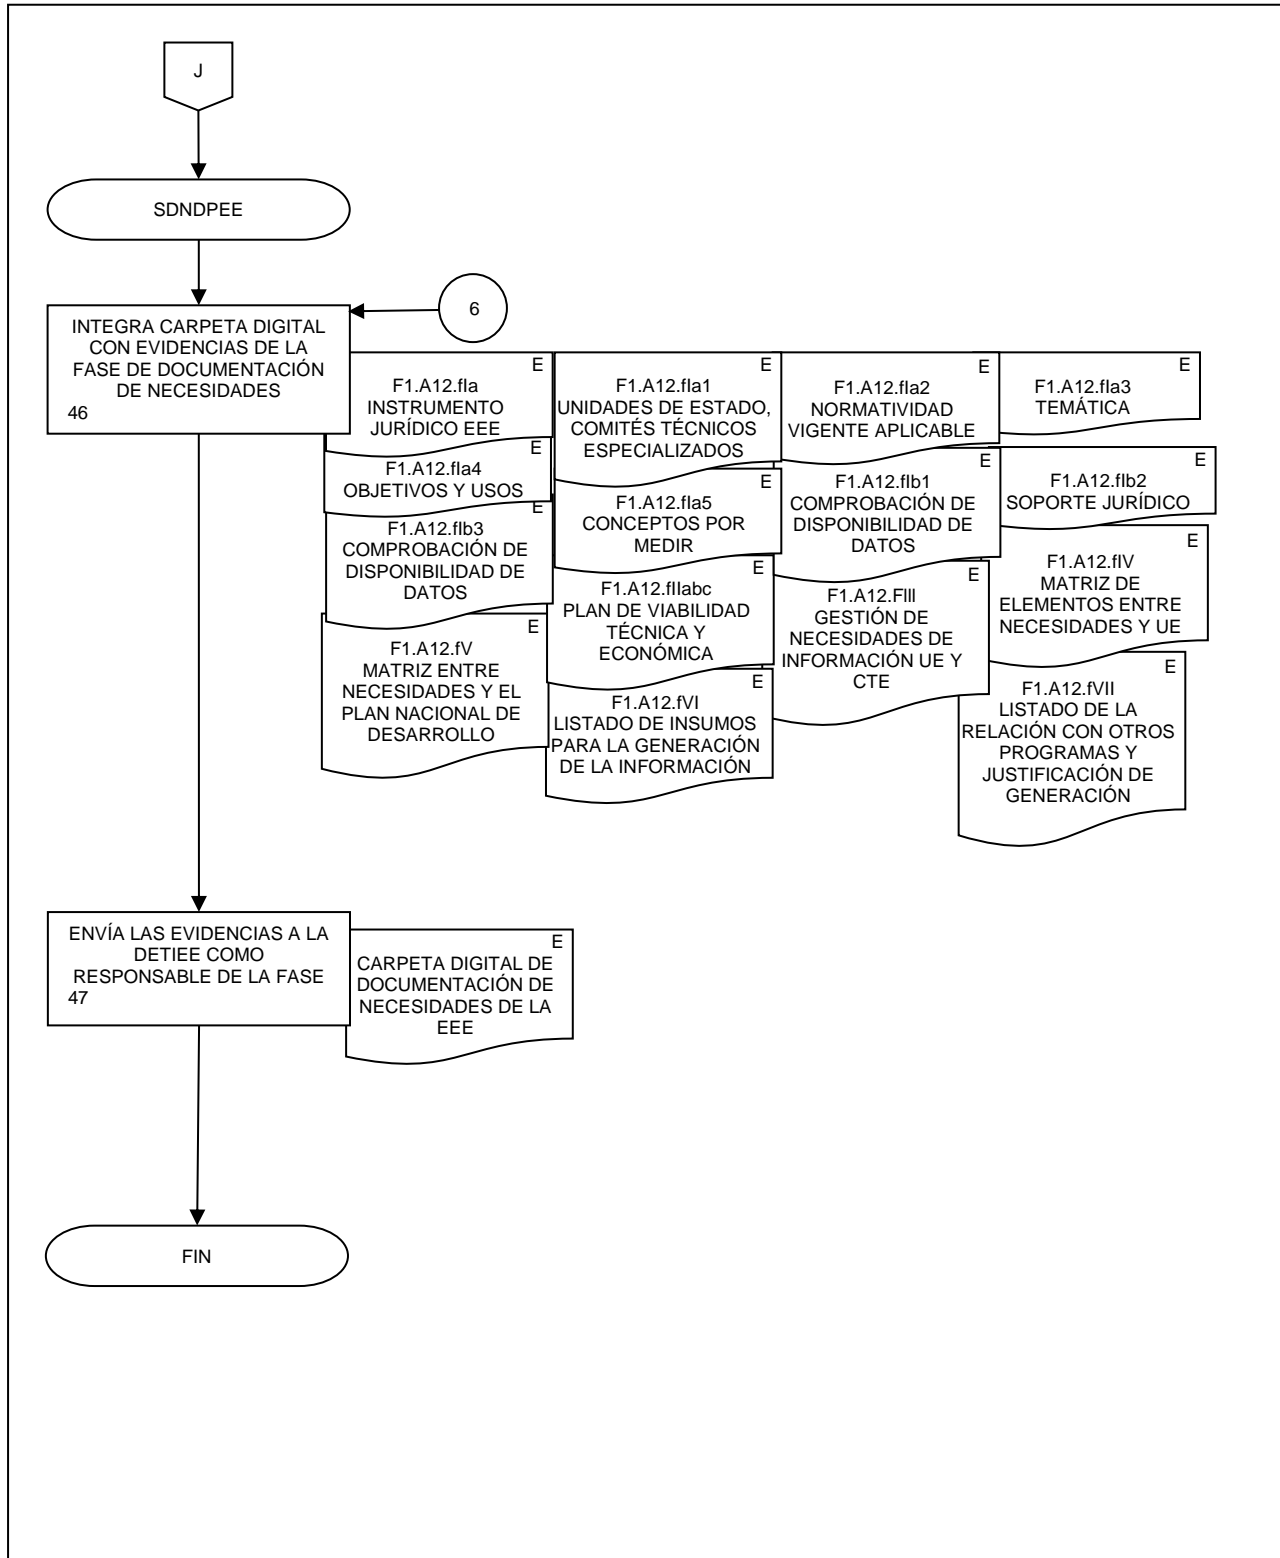 J
SDNDPEE
6
INTEGRA CARPETA DIGITAL
CON EVIDENCIAS DE LA
FASE DE DOCUMENTACIÓN
DE NECESIDADES
46
E
F1.A12.fIa
INSTRUMENTO
JURÍDICO EEE
E
F1.A12.fIa1
UNIDADES DE ESTADO,
COMITÉS TÉCNICOS
ESPECIALIZADOS
E
F1.A12.fIa2
NORMATIVIDAD
VIGENTE APLICABLE
E
F1.A12.fIa3
TEMÁTICA
E
F1.A12.fIa4
OBJETIVOS Y USOS
E
F1.A12.fIa5
CONCEPTOS POR
MEDIR
E
F1.A12.fIb1
COMPROBACIÓN DE
DISPONIBILIDAD DE
DATOS
E
F1.A12.fIb2
SOPORTE JURÍDICO
E
F1.A12.fIb3
COMPROBACIÓN DE
DISPONIBILIDAD DE
DATOS
E
F1.A12.fIIabc
PLAN DE VIABILIDAD
TÉCNICA Y
ECONÓMICA
E
F1.A12.FIII
GESTIÓN DE
NECESIDADES DE
INFORMACIÓN UE Y
CTE
E
F1.A12.fIV
MATRIZ DE
ELEMENTOS ENTRE
NECESIDADES Y UE
E
F1.A12.fV
MATRIZ ENTRE
NECESIDADES Y EL
PLAN NACIONAL DE
DESARROLLO
E
F1.A12.fVI
LISTADO DE INSUMOS
PARA LA GENERACIÓN
DE LA INFORMACIÓN
E
F1.A12.fVII
LISTADO DE LA
RELACIÓN CON OTROS
PROGRAMAS Y
JUSTIFICACIÓN DE
GENERACIÓN
ENVÍA LAS EVIDENCIAS A LA
DETIEE COMO
RESPONSABLE DE LA FASE
47
E
CARPETA DIGITAL DE
DOCUMENTACIÓN DE
NECESIDADES DE LA
EEE
FIN